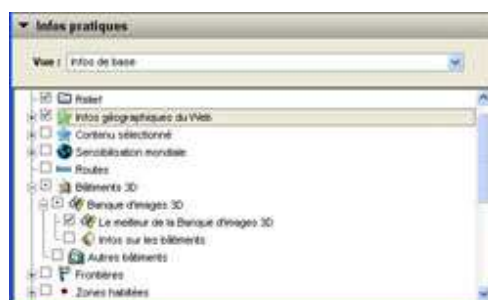 Infos pratiques
Vue : Infos de base
Relief
Infos géographiques du Web
Contenu sélectionné
Sensibilisation mondiale
Routes
Bâtiments 3D
Banque d'images 3D
Le meilleur de la Banque d'images 3D
Infos sur les bâtiments
Autres bâtiments
Frontières
Zones habitées